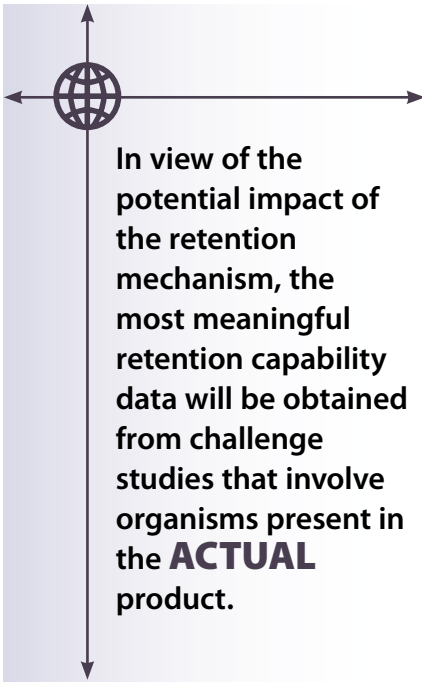 In view of the
potential impact of
the retention
mechanism, the
most meaningful
retention capability
data will be obtained
from challenge
studies that involve
organisms present in
the ACTUAL
product.